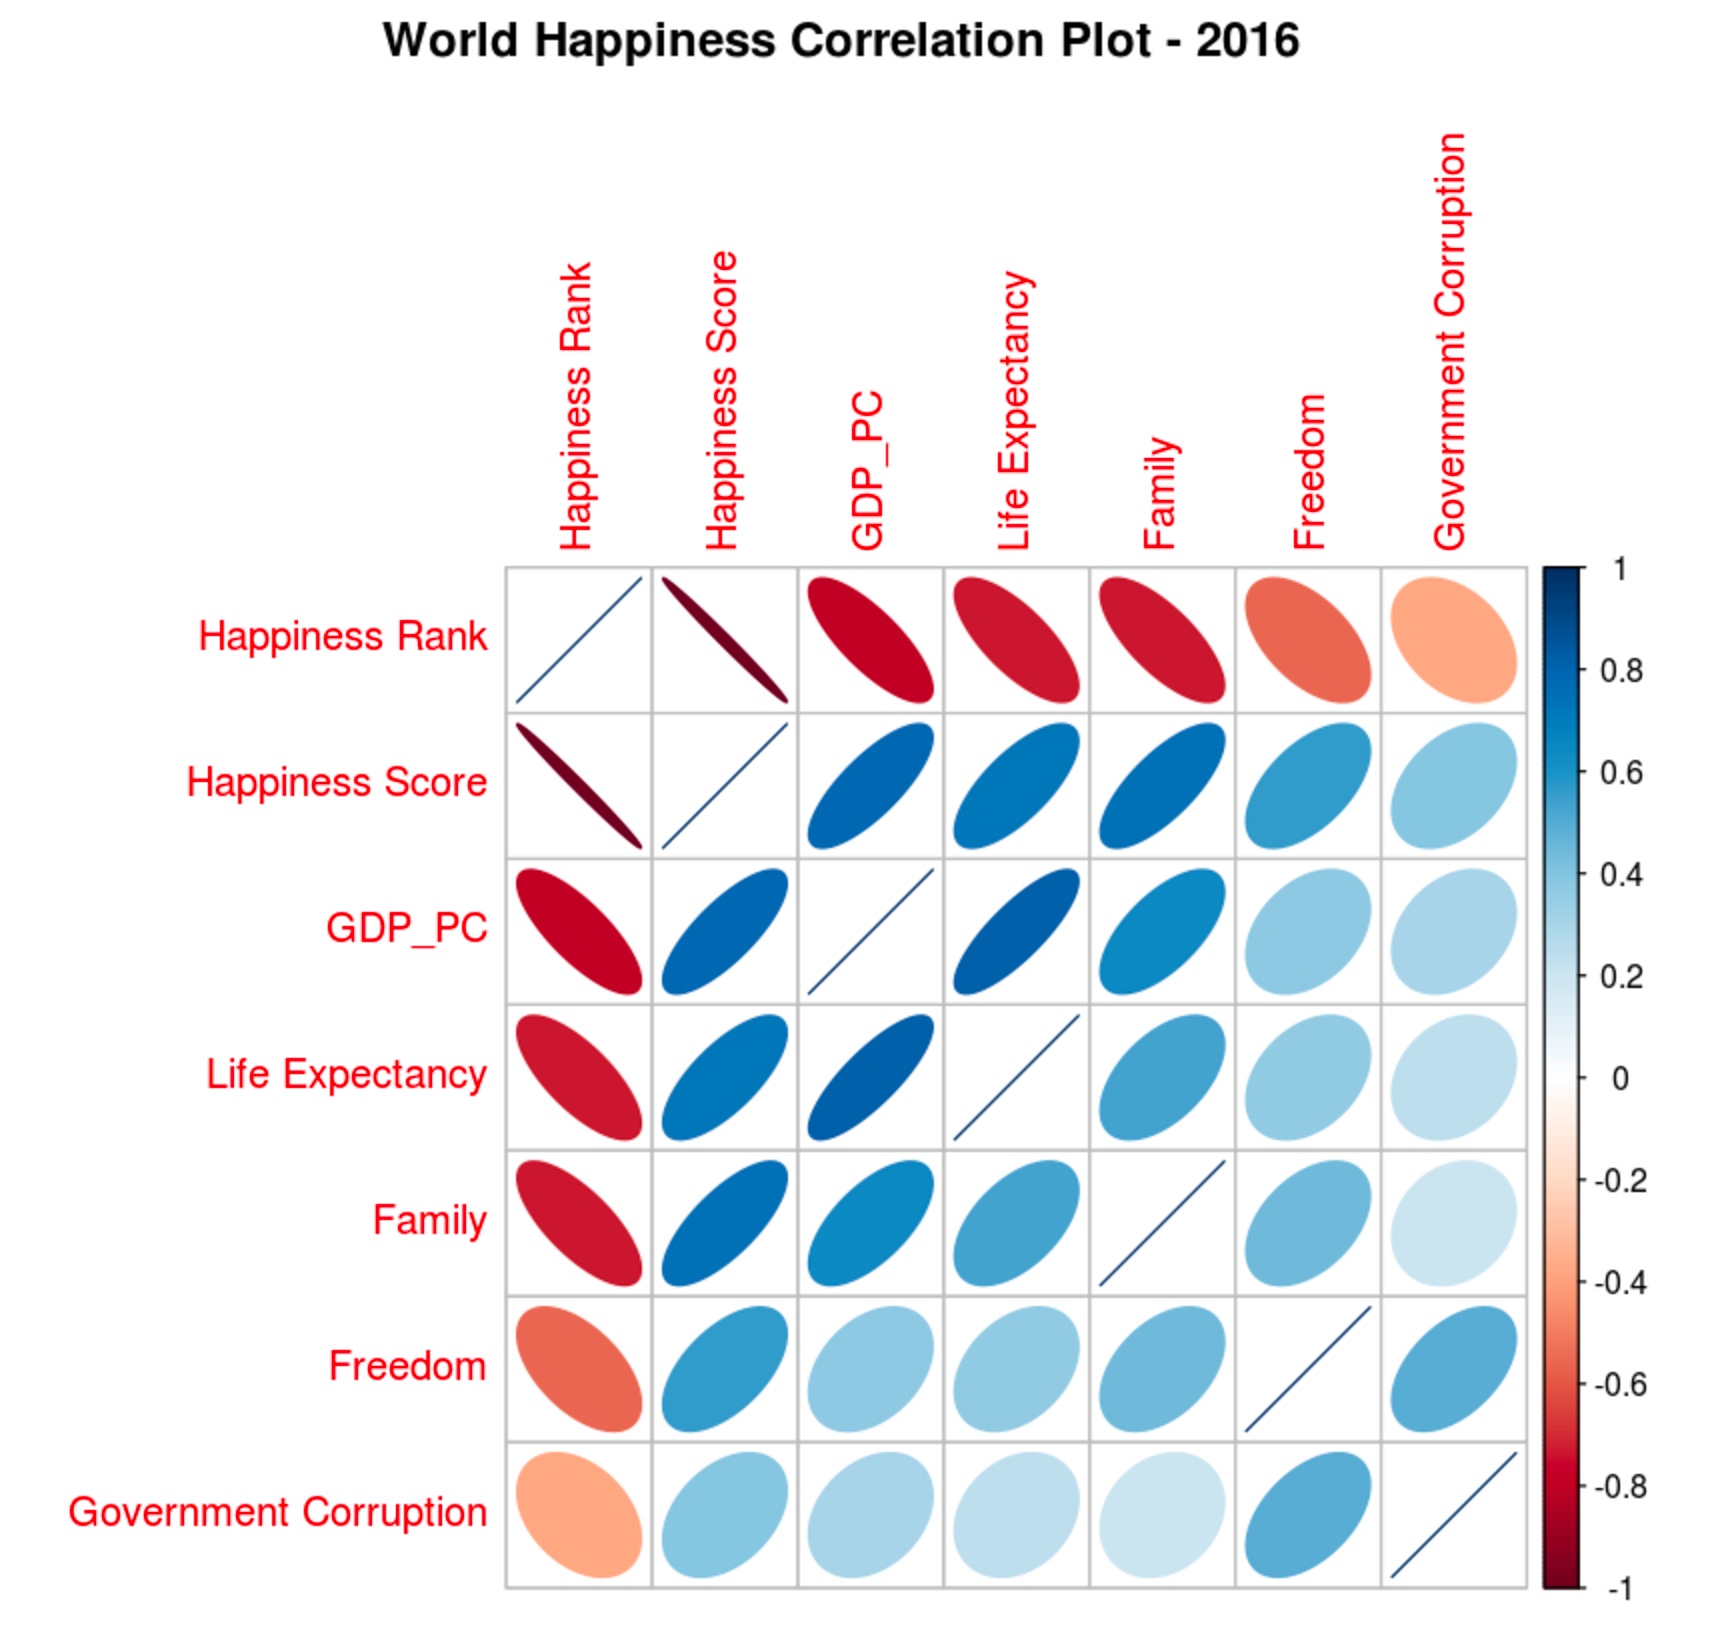 World Happiness Correlation Plot - 2016
Happiness Rank
Happiness Score
GDP_PC
Life Expectancy
Family
Freedom
Government Corruption
Happiness Rank
Happiness Score
GDP_PC
Life Expectancy
Family
Freedom
Government Corruption
1
0.8
0.6
0.4
0.2
0
-0.2
-0.4
-0.6
-0.8
-1